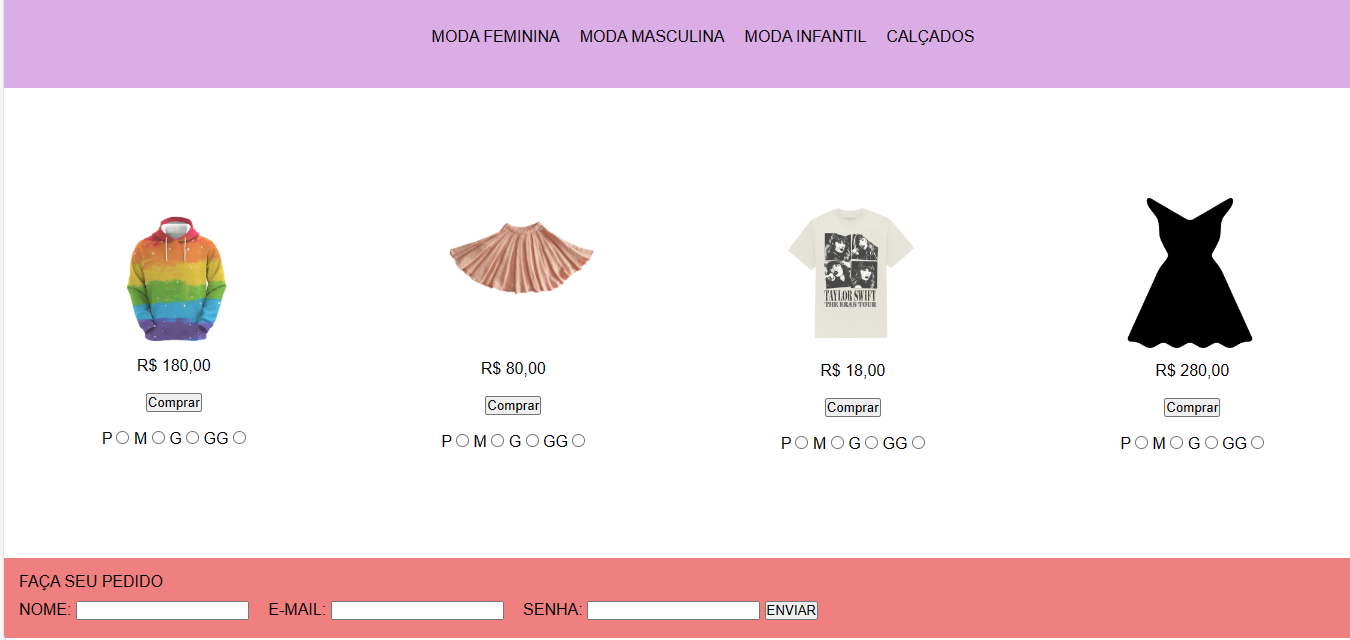 MODA FEMININA MODA MASCULINA MODA INFANTIL CALÇADOS
TAYLOR SWIFT
THE ERAS TOUR
R$ 180,00 R$ 80,00 R$ 18,00 R$ 280,00
Comprar Comprar Comprar Comprar
P M G GG P M G GG P M G GG P M G GG
FAÇA SEU PEDIDO
NOME: E-MAIL: SENHA: ENVIAR